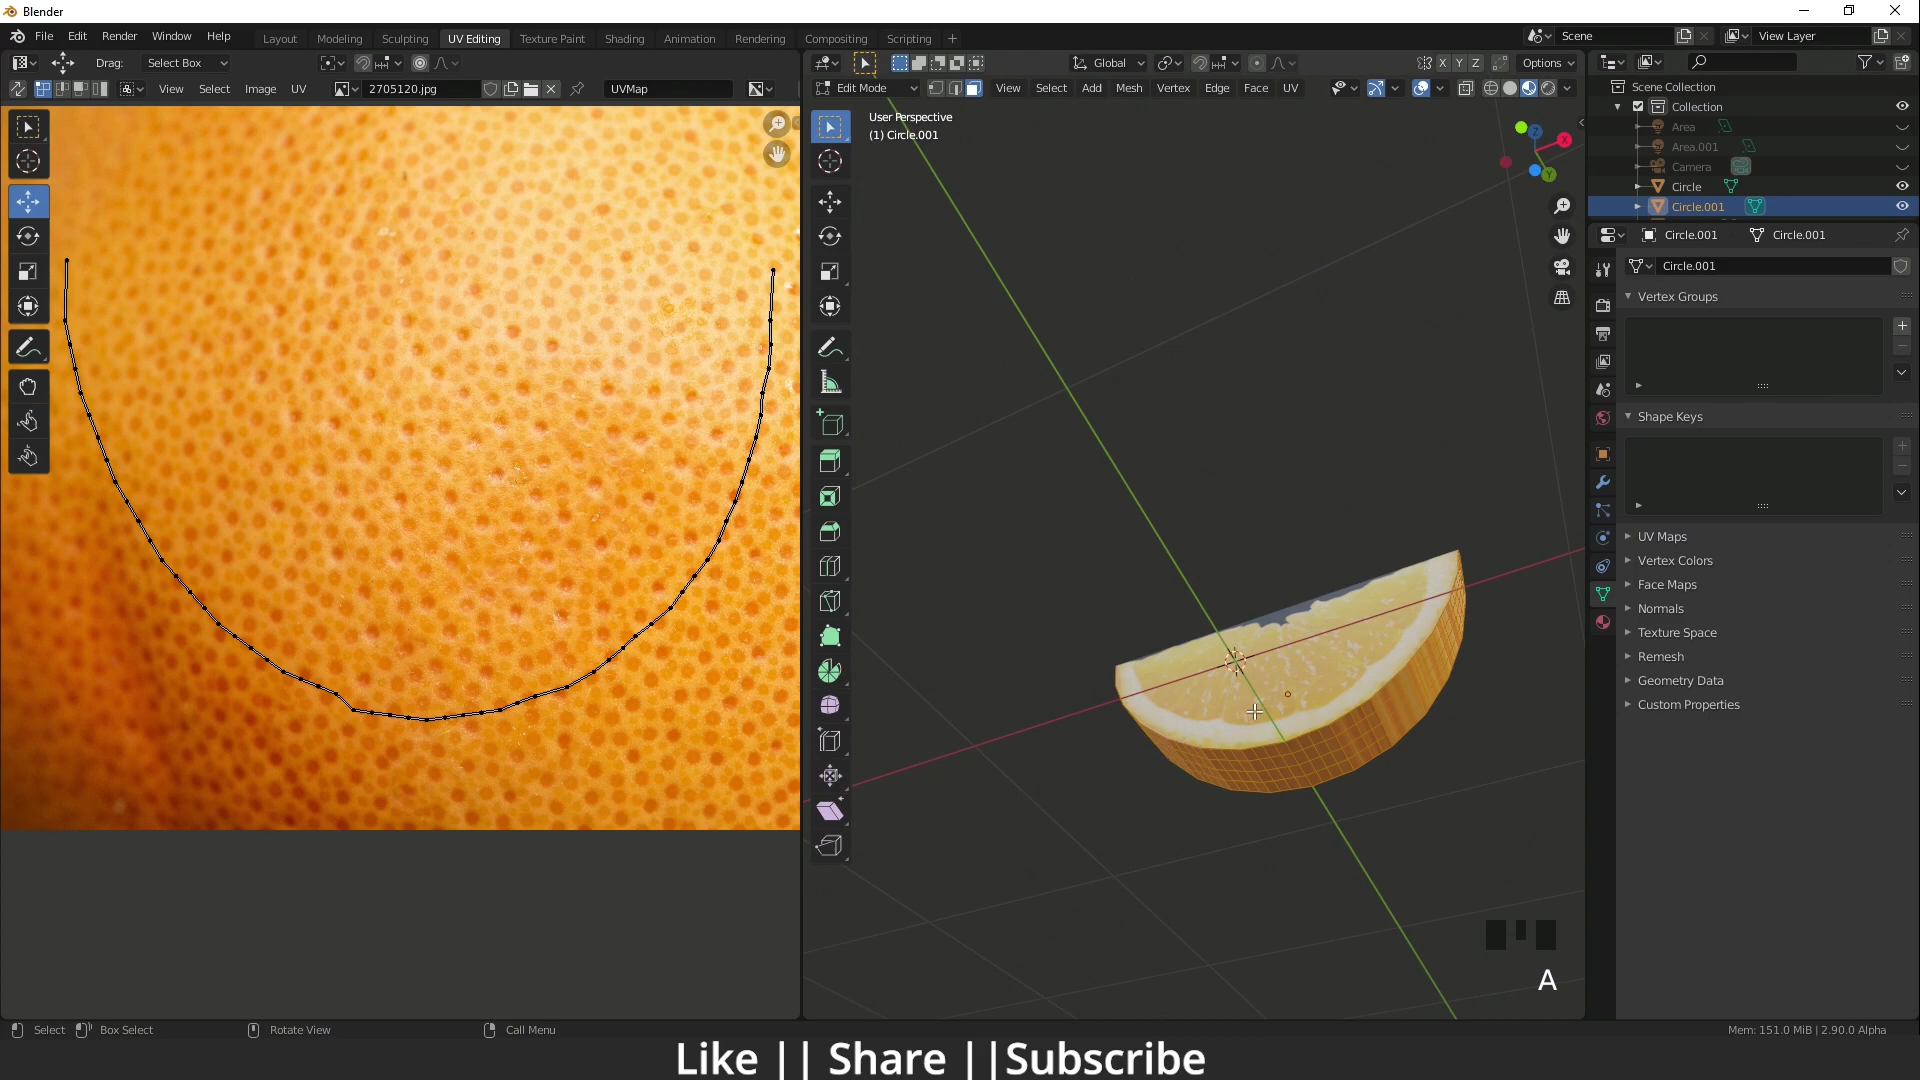 Blender
File Edit Render Window Help Layout Modeling Sculpting UV Editing Texture Paint Shading Animation Rendering Compositing Scripting + Scene View Layer
Drag: Select Box Global X Y Z Options
View Select Image UV 2705120.jpg UVMap Edit Mode View Select Add Mesh Vertex Edge Face UV
User Perspective
(1) Circle.001
X
Z
Y
Scene Collection
Collection
Area
Area.001
Camera
Circle
Circle.001
Circle.001 Circle.001
Circle.001
Vertex Groups
Shape Keys
UV Maps
Vertex Colors
Face Maps
Normals
Texture Space
Remesh
Geometry Data
Custom Properties
A
Select Box Select Rotate View Call Menu Mem: 151.0 MiB | 2.90.0 Alpha
Like || Share ||Subscribe